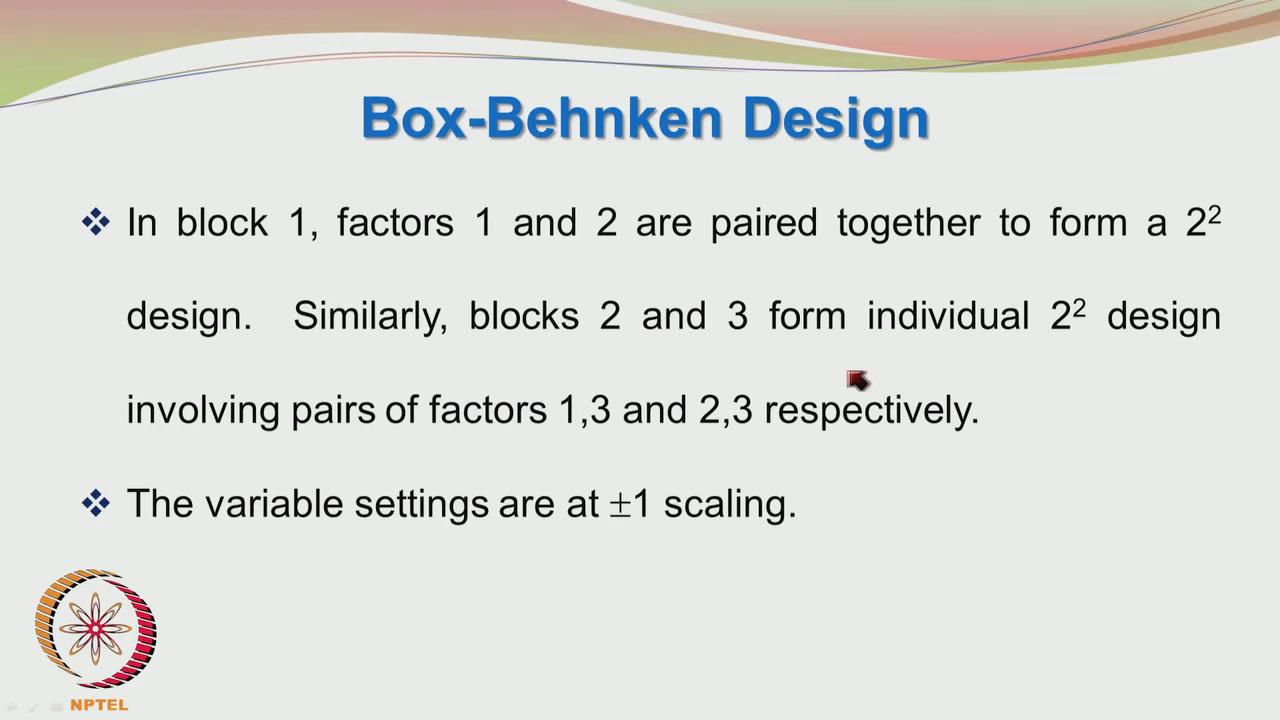 Box-Behnken Design
❖ In block 1, factors 1 and 2 are paired together to form a 2²
design. Similarly, blocks 2 and 3 form individual 2² design
involving pairs of factors 1,3 and 2,3 respectively.
❖ The variable settings are at ±1 scaling.
NPTEL